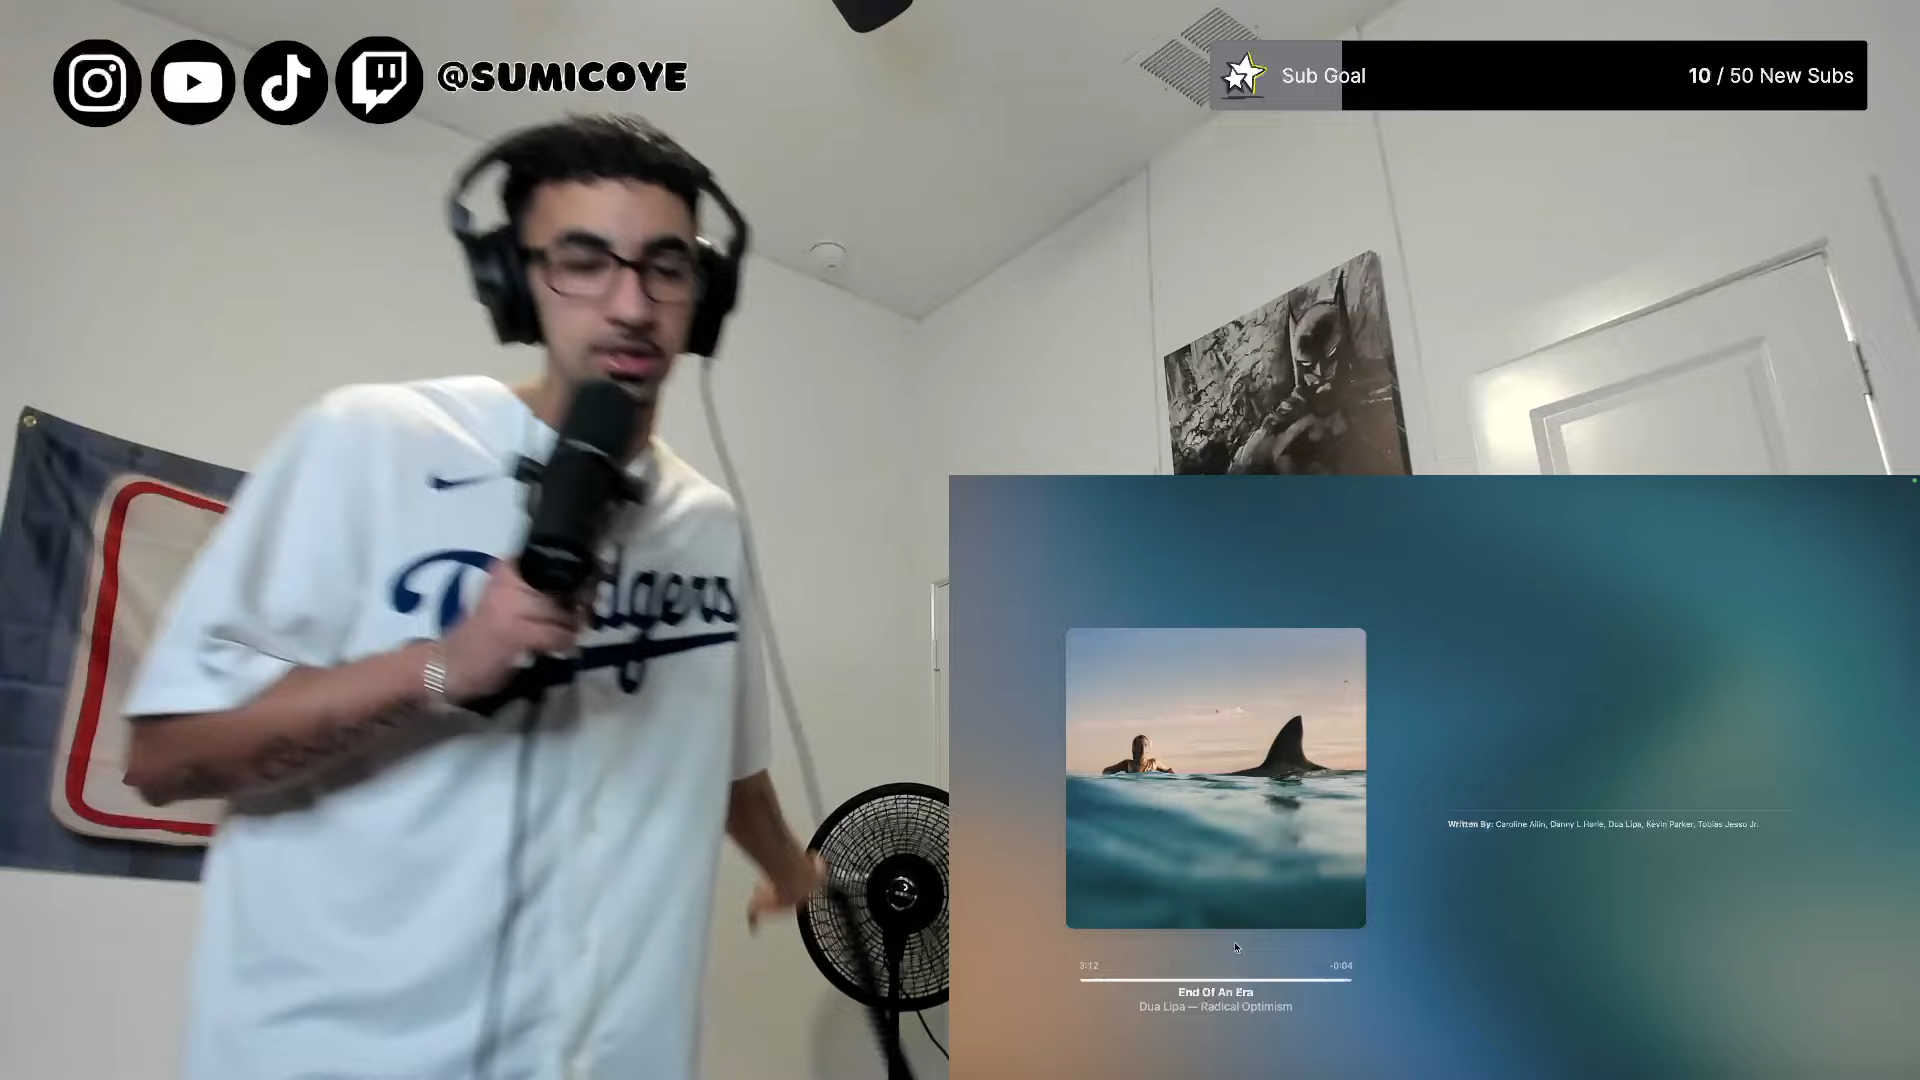 @SUMICOYE
Sub Goal
10 / 50 New Subs
Dodgers
Written By: Caroline Ailin, Danny L Harle, Dua Lipa, Kevin Parker, Tobias Jesso Jr.
3:12
-0:04
End Of An Era
Dua Lipa — Radical Optimism